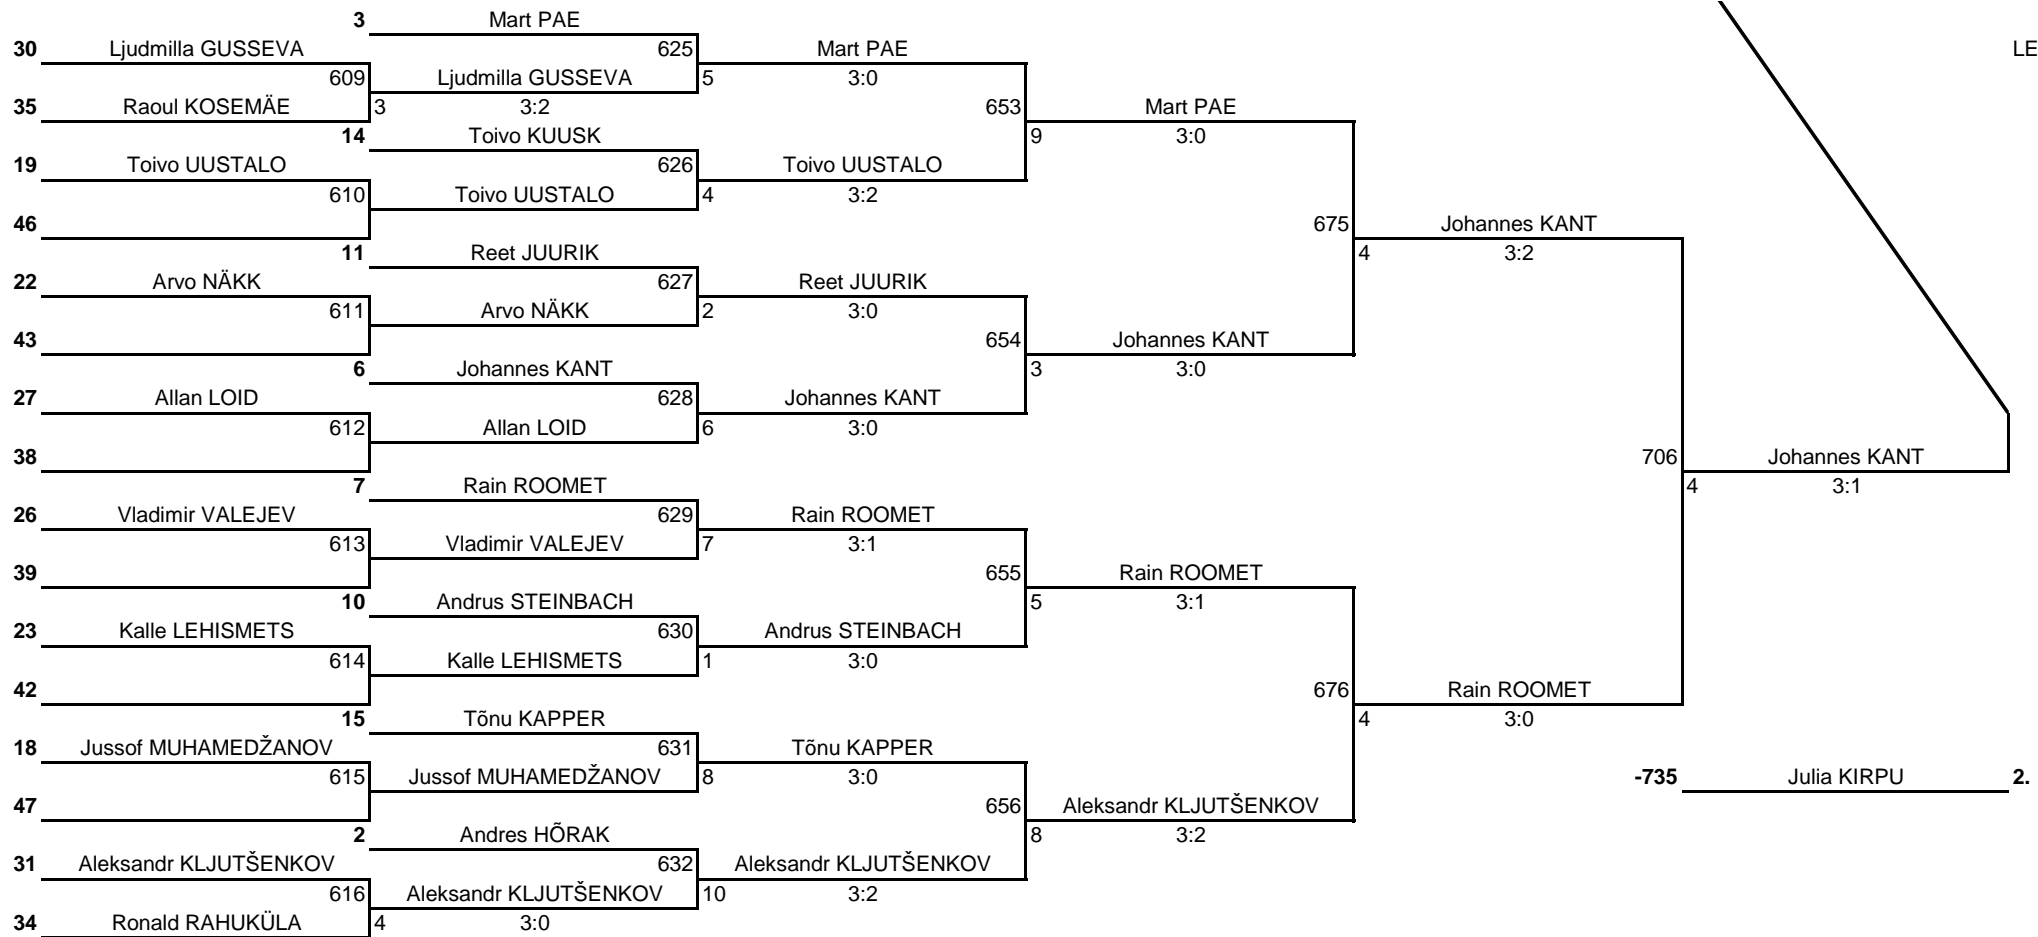 3 Mart PAE
30 Ljudmilla GUSSEVA 625 Mart PAE LE
609 Ljudmilla GUSSEVA 5 3:0
35 Raoul KOSEMÄE 3 3:2 653 Mart PAE
14 Toivo KUUSK 9 3:0
19 Toivo UUSTALO 626 Toivo UUSTALO
610 Toivo UUSTALO 4 3:2
46 675 Johannes KANT
11 Reet JUURIK 4 3:2
22 Arvo NÄKK 627 Reet JUURIK
611 Arvo NÄKK 2 3:0
43 654 Johannes KANT
6 Johannes KANT 3 3:0
27 Allan LOID 628 Johannes KANT
612 Allan LOID 6 3:0
38 706 Johannes KANT
7 Rain ROOMET 4 3:1
26 Vladimir VALEJEV 629 Rain ROOMET
613 Vladimir VALEJEV 7 3:1
39 655 Rain ROOMET
10 Andrus STEINBACH 5 3:1
23 Kalle LEHISMETS 630 Andrus STEINBACH
614 Kalle LEHISMETS 1 3:0
42 676 Rain ROOMET
15 Tõnu KAPPER 4 3:0
18 Jussof MUHAMEDŽANOV 631 Tõnu KAPPER
615 Jussof MUHAMEDŽANOV 8 3:0 -735 Julia KIRPU 2.
47 656 Aleksandr KLJUTŠENKOV
2 Andres HÕRAK 8 3:2
31 Aleksandr KLJUTŠENKOV 632 Aleksandr KLJUTŠENKOV
616 Aleksandr KLJUTŠENKOV 10 3:2
34 Ronald RAHUKÜLA 4 3:0